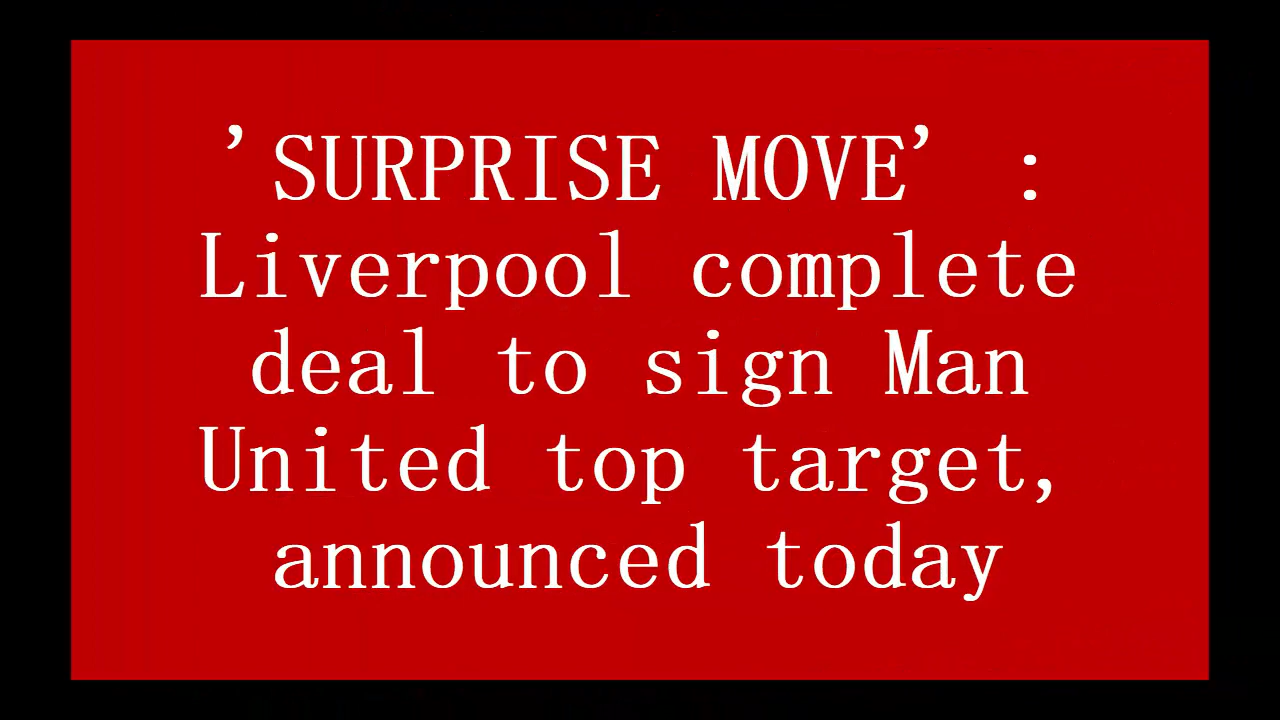 ’SURPRISE MOVE’ :
Liverpool complete
deal to sign Man
United top target,
announced today